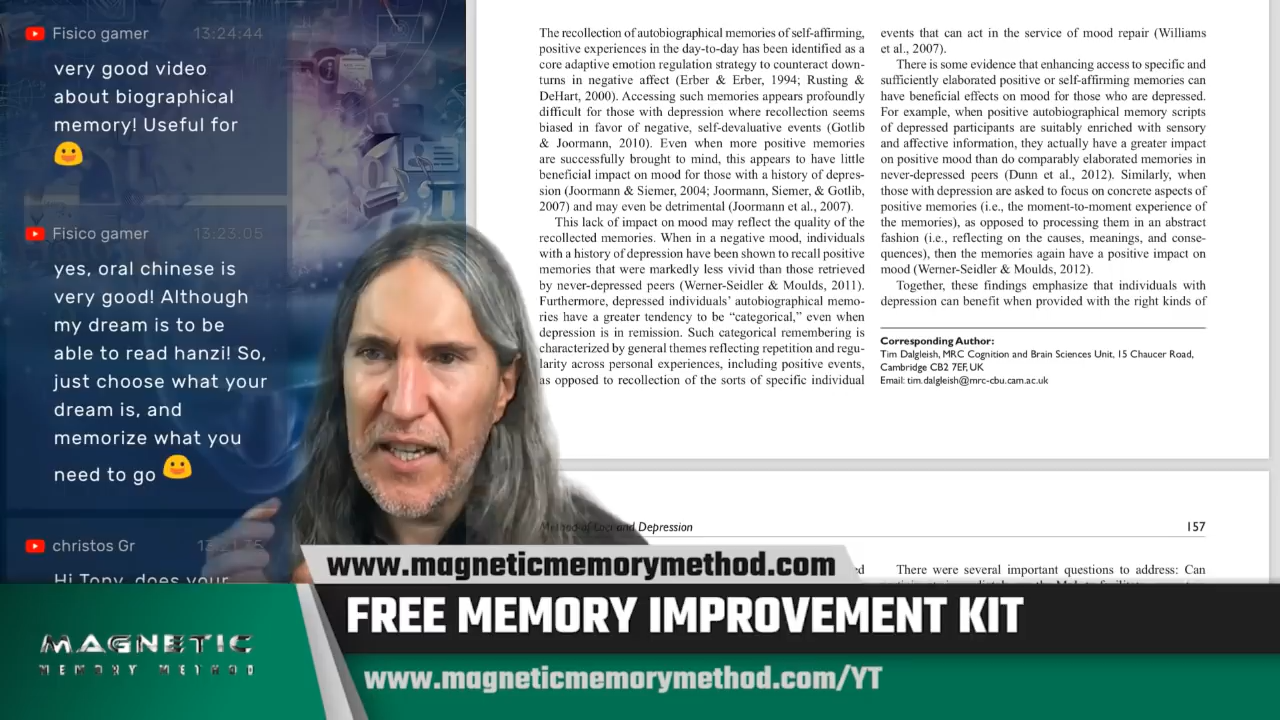 Fisico gamer 13:24:44
very good video
about biographical
memory! Useful for
Fisico gamer 13:23:05
yes, oral chinese is
very good! Although
my dream is to be
able to read hanzi! So,
just choose what your
dream is, and
memorize what you
need to go
christos Gr
Hi Tony, does your
The recollection of autobiographical memories of self-affirming,
positive experiences in the day-to-day has been identified as a
core adaptive emotion regulation strategy to counteract down-
turns in negative affect (Erber & Erber, 1994; Rusting &
DeHart, 2000). Accessing such memories appears profoundly
difficult for those with depression where recollection seems
biased in favor of negative, self-devaluative events (Gotlib
& Joormann, 2010). Even when more positive memories
are successfully brought to mind, this appears to have little
beneficial impact on mood for those with a history of depres-
sion (Joormann & Siemer, 2004; Joormann, Siemer, & Gotlib,
2007) and may even be detrimental (Joormann et al., 2007).
This lack of impact on mood may reflect the quality of the
recollected memories. When in a negative mood, individuals
with a history of depression have been shown to recall positive
memories that were markedly less vivid than those retrieved
by never-depressed peers (Werner-Seidler & Moulds, 2011).
Furthermore, depressed individuals’ autobiographical memo-
ries have a greater tendency to be “categorical,” even when
depression is in remission. Such categorical remembering is
characterized by general themes reflecting repetition and regu-
larity across personal experiences, including positive events,
as opposed to recollection of the sorts of specific individual
events that can act in the service of mood repair (Williams
et al., 2007).
There is some evidence that enhancing access to specific and
sufficiently elaborated positive or self-affirming memories can
have beneficial effects on mood for those who are depressed.
For example, when positive autobiographical memory scripts
of depressed participants are suitably enriched with sensory
and affective information, they actually have a greater impact
on positive mood than do comparably elaborated memories in
never-depressed peers (Dunn et al., 2012). Similarly, when
those with depression are asked to focus on concrete aspects of
positive memories (i.e., the moment-to-moment experience of
the memories), as opposed to processing them in an abstract
fashion (i.e., reflecting on the causes, meanings, and conse-
quences), then the memories again have a positive impact on
mood (Werner-Seidler & Moulds, 2012).
Together, these findings emphasize that individuals with
depression can benefit when provided with the right kinds of
Corresponding Author:
Tim Dalgleish, MRC Cognition and Brain Sciences Unit, 15 Chaucer Road,
Cambridge CB2 7EF, UK
Email: tim.dalgleish@mrc-cbu.cam.ac.uk
Method of Loci and Depression 157
There were several important questions to address: Can
www.magneticmemorymethod.com
FREE MEMORY IMPROVEMENT KIT
www.magneticmemorymethod.com/YT
MAGNETIC
MEMORY METHOD